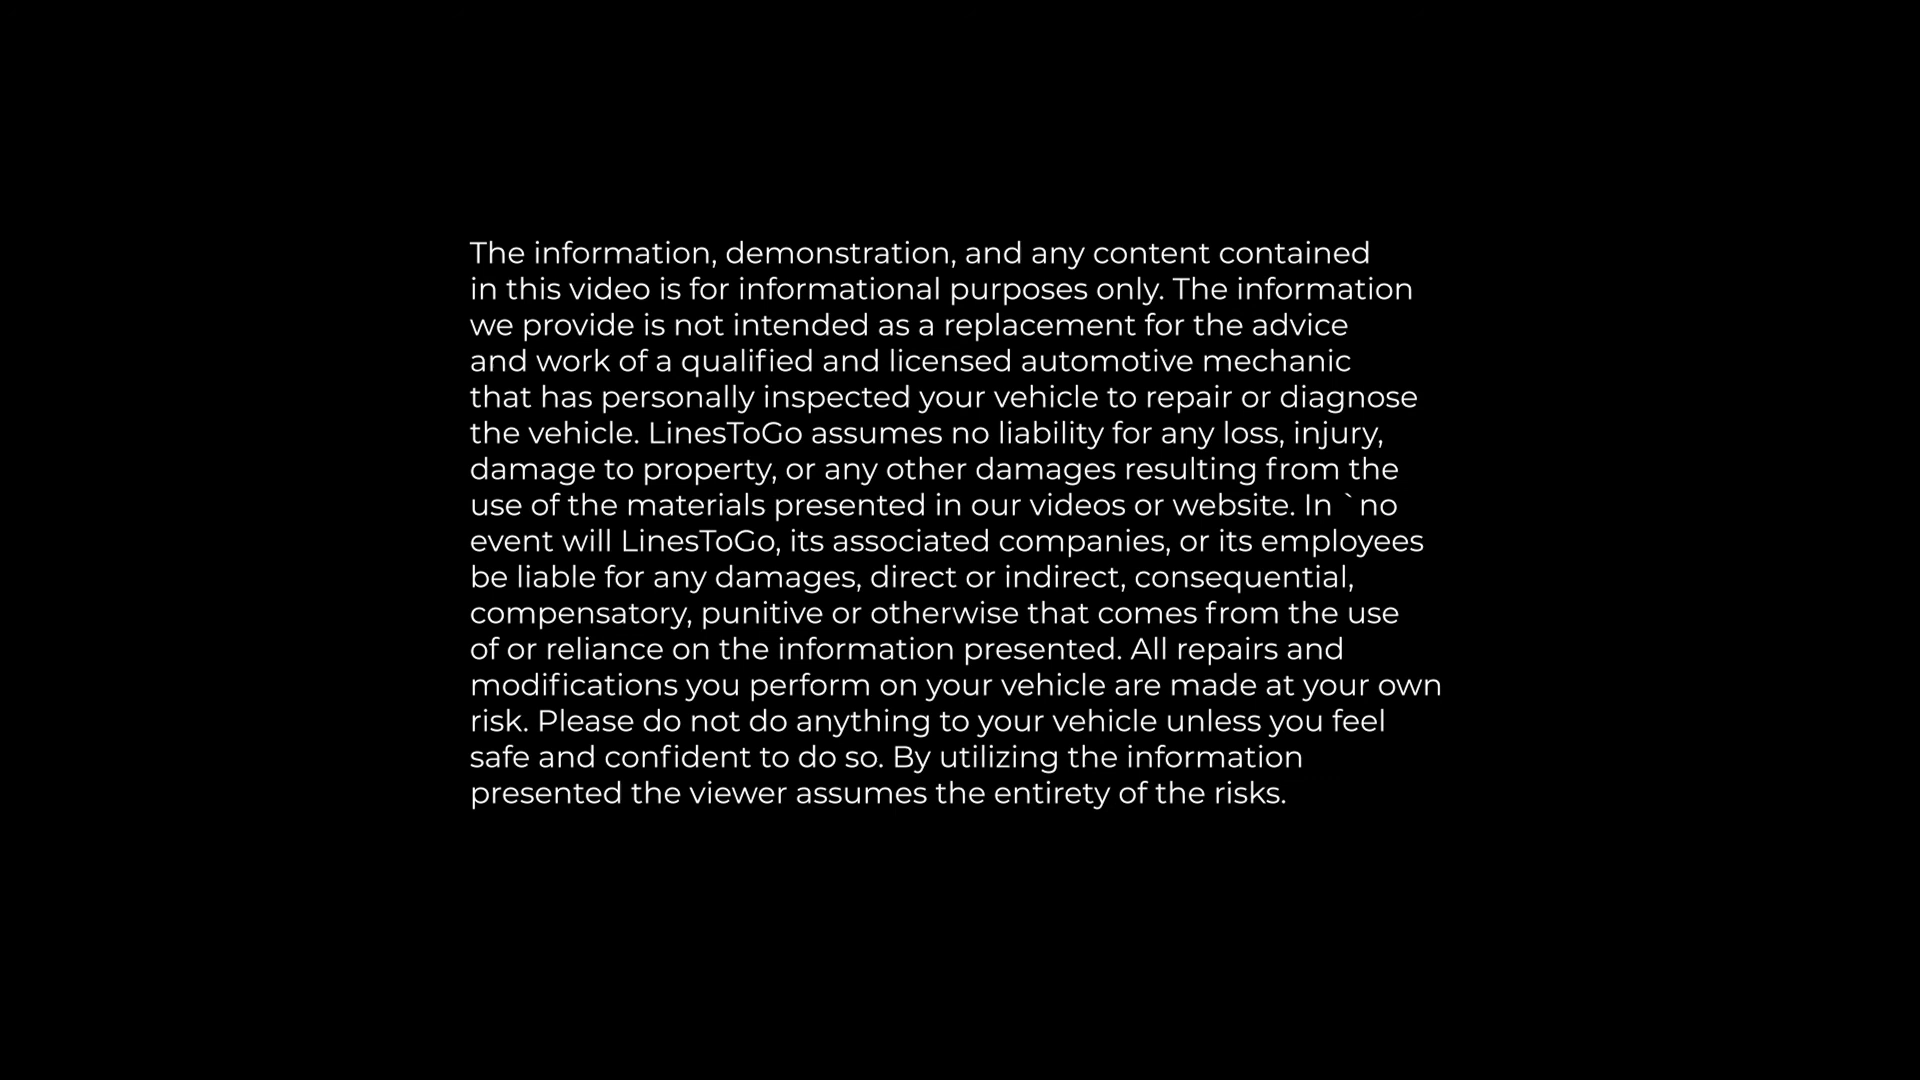 The information, demonstration, and any content contained
in this video is for informational purposes only. The information
we provide is not intended as a replacement for the advice
and work of a qualified and licensed automotive mechanic
that has personally inspected your vehicle to repair or diagnose
the vehicle. LinesToGo assumes no liability for any loss, injury,
damage to property, or any other damages resulting from the
use of the materials presented in our videos or website. In `no
event will LinesToGo, its associated companies, or its employees
be liable for any damages, direct or indirect, consequential,
compensatory, punitive or otherwise that comes from the use
of or reliance on the information presented. All repairs and
modifications you perform on your vehicle are made at your own
risk. Please do not do anything to your vehicle unless you feel
safe and confident to do so. By utilizing the information
presented the viewer assumes the entirety of the risks.